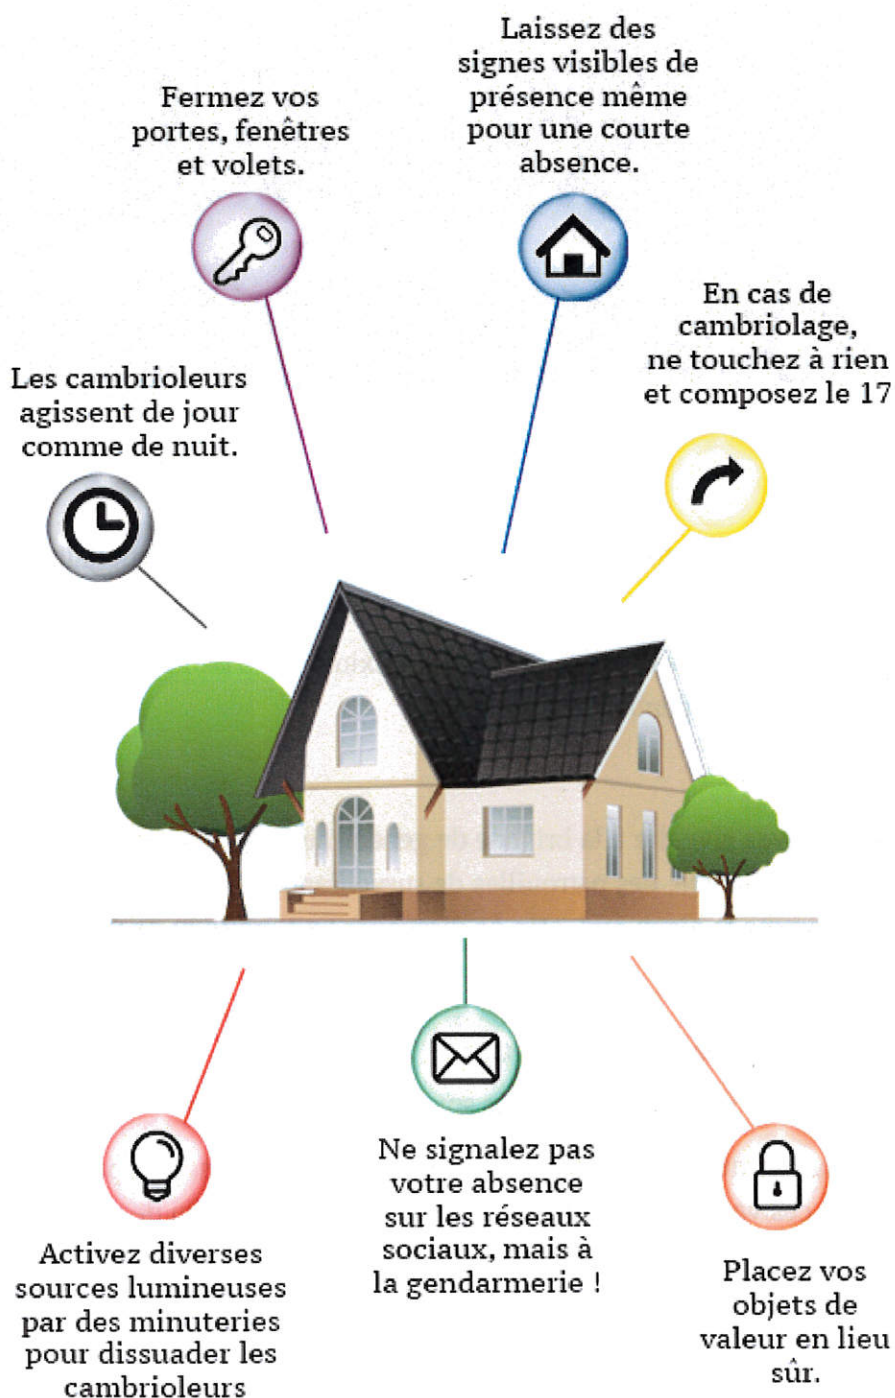 Laissez des
signes visibles de
présence même
pour une courte
absence.
Fermez vos
portes, fenêtres
et volets.
En cas de
cambriolage,
ne touchez à rien
et composez le 17
Les cambrioleurs
agissent de jour
comme de nuit.
Activez diverses
sources lumineuses
par des minuteries
pour dissuader les
cambrioleurs
Ne signalez pas
votre absence
sur les réseaux
sociaux, mais à
la gendarmerie !
Placez vos
objets de
valeur en lieu
sûr.